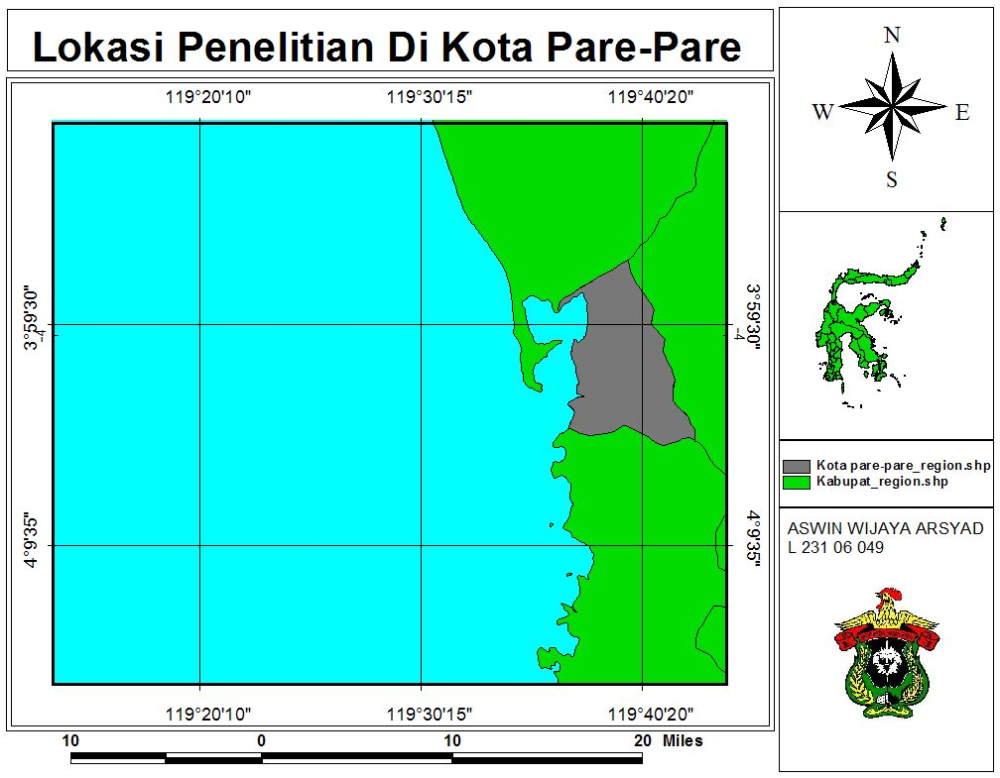 Lokasi Penelitian Di Kota Pare-Pare
119°20'10" 119°30'15" 119°40'20"
3°59'30"
-4
3°59'30"
-4
4°9'35"
4°9'35"
119°20'10" 119°30'15" 119°40'20"
10 0 10 20 Miles
N
W E
S
Kota pare-pare_region.shp
Kabupat_region.shp
ASWIN WIJAYA ARSYAD
L 231 06 049